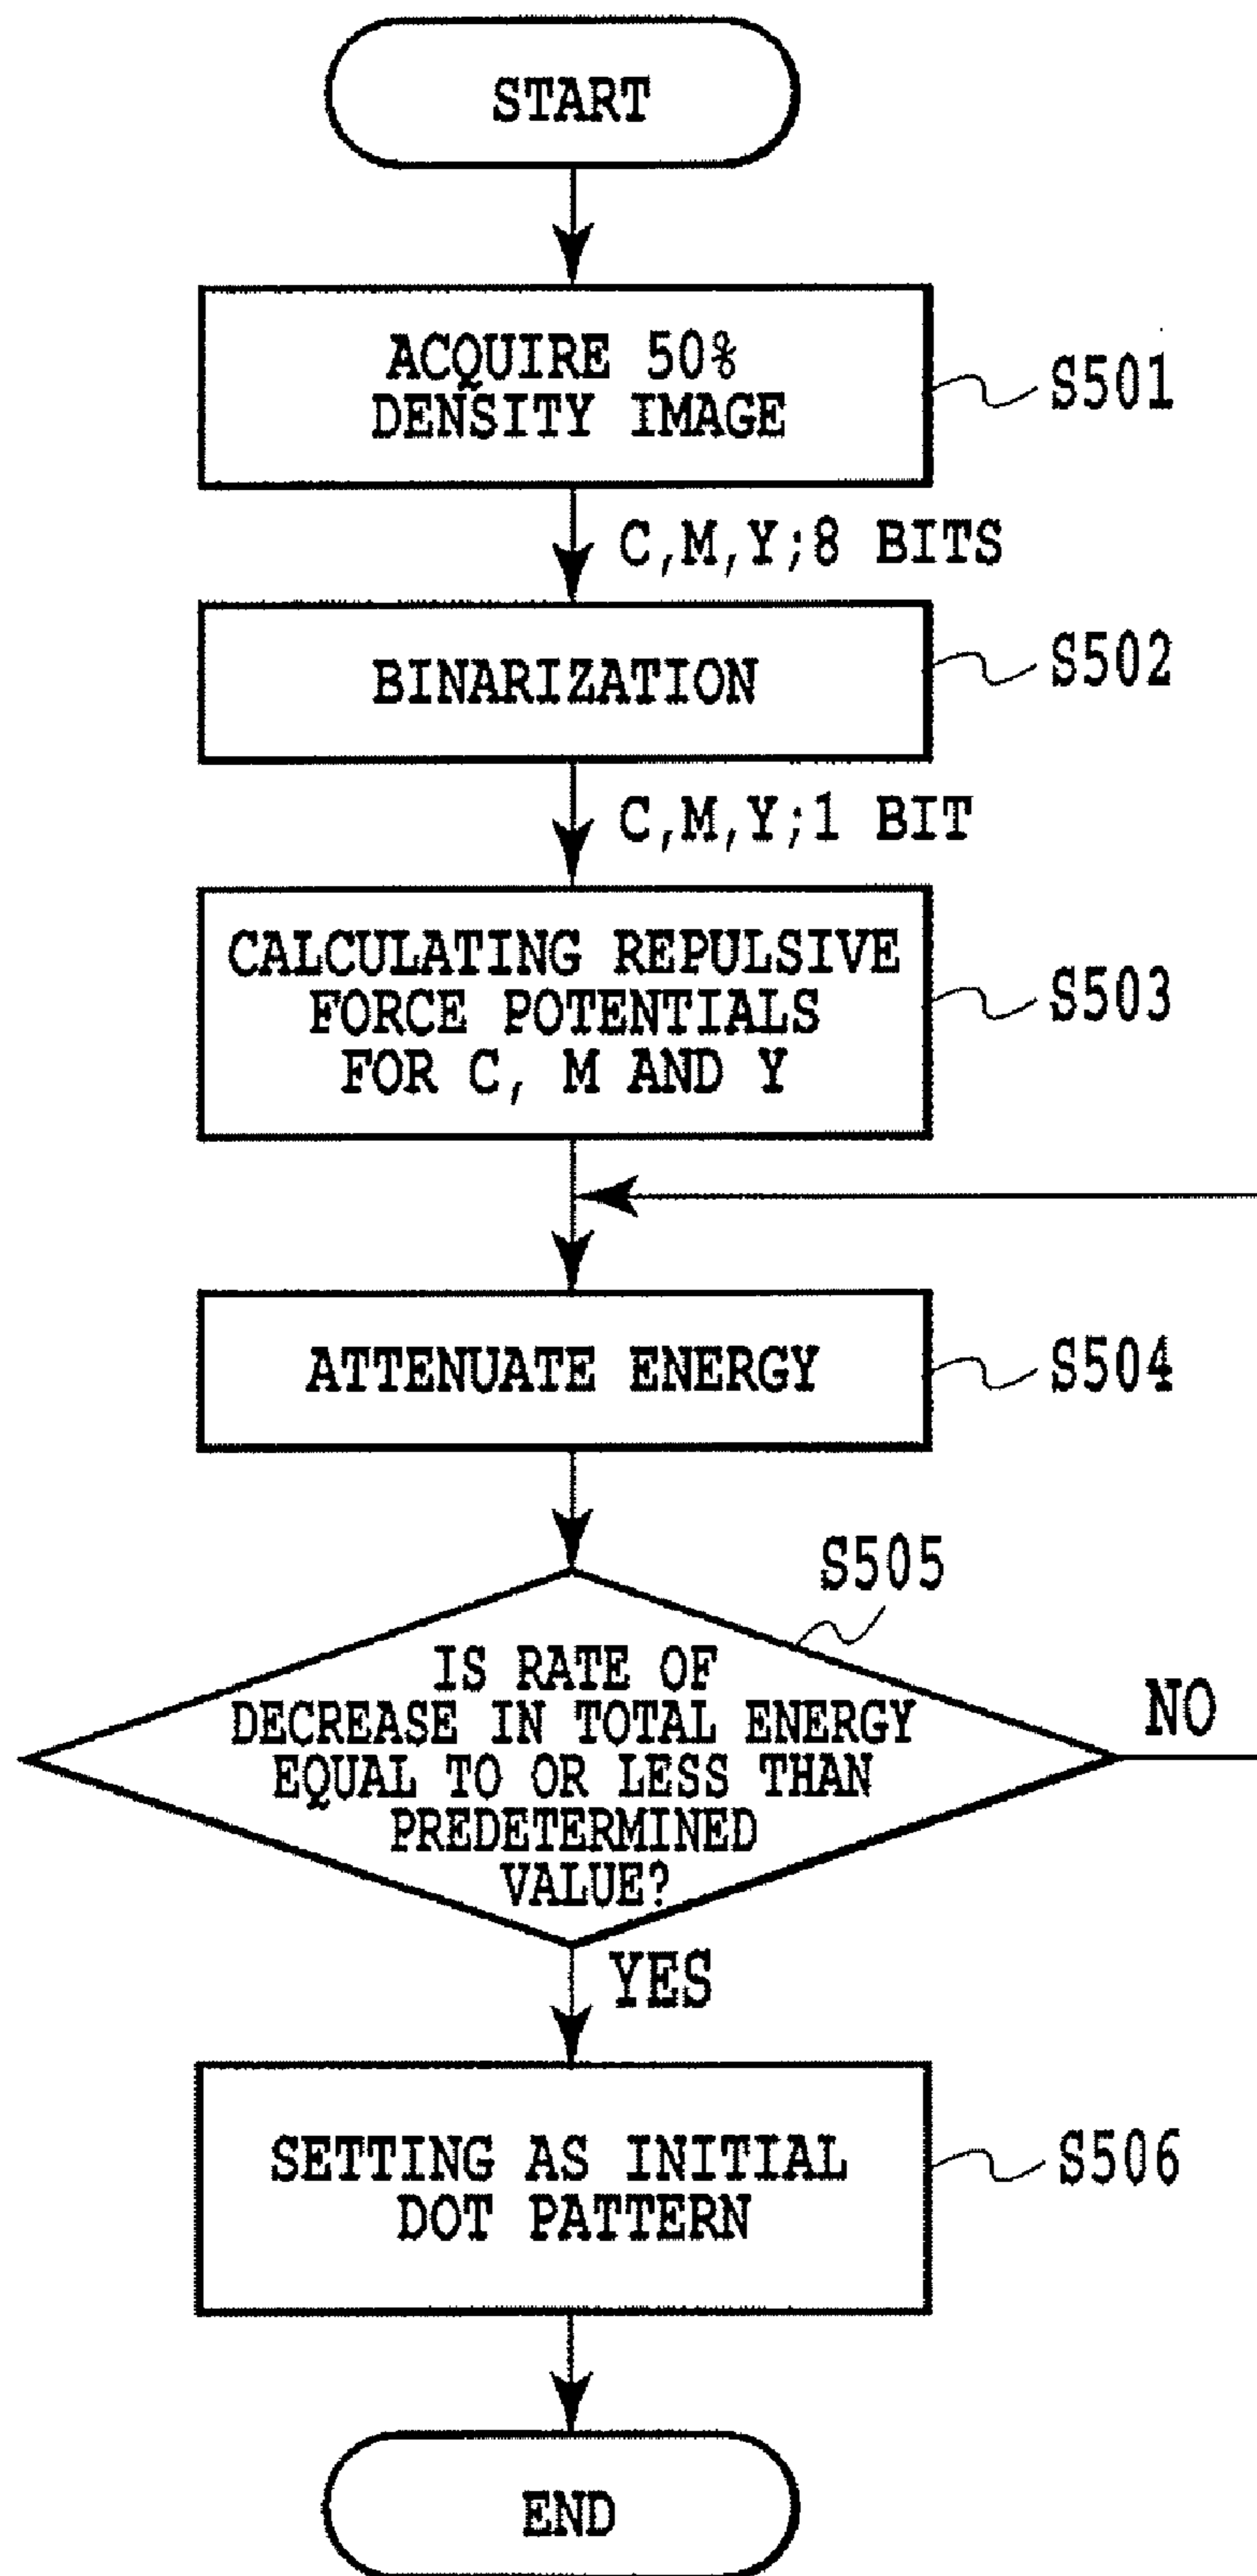 START
ACQUIRE 50%
DENSITY IMAGE
S501
C,M,Y;8 BITS
BINARIZATION
S502
C,M,Y;1 BIT
CALCULATING REPULSIVE
FORCE POTENTIALS
FOR C, M AND Y
S503
ATTENUATE ENERGY
S504
S505
IS RATE OF
DECREASE IN TOTAL ENERGY
EQUAL TO OR LESS THAN
PREDETERMINED
VALUE?
NO
YES
SETTING AS INITIAL
DOT PATTERN
S506
END